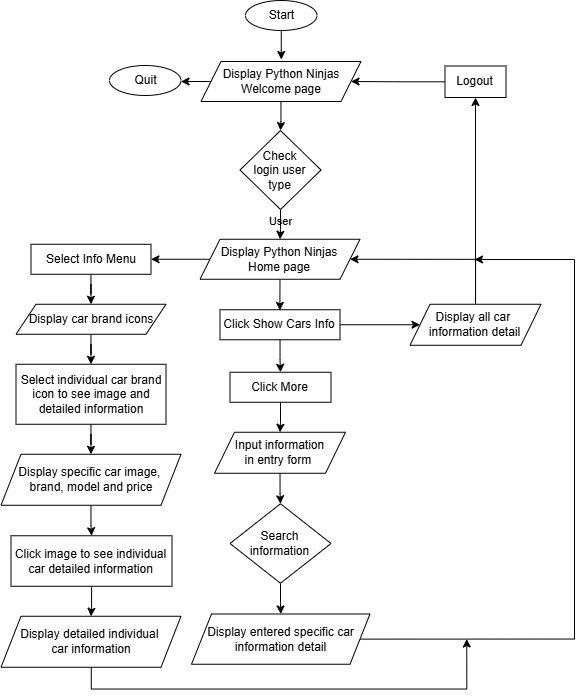 Start
Quit
Display Python Ninjas
Welcome page
Logout
Check
login user
type
User
Select Info Menu
Display Python Ninjas
Home page
Display car brand icons
Click Show Cars Info
Display all car
information detail
Select individual car brand
icon to see image and
detailed information
Click More
Input information
in entry form
Display specific car image,
brand, model and price
Search
information
Click image to see individual
car detailed information
Display detailed individual
car information
Display entered specific car
information detail